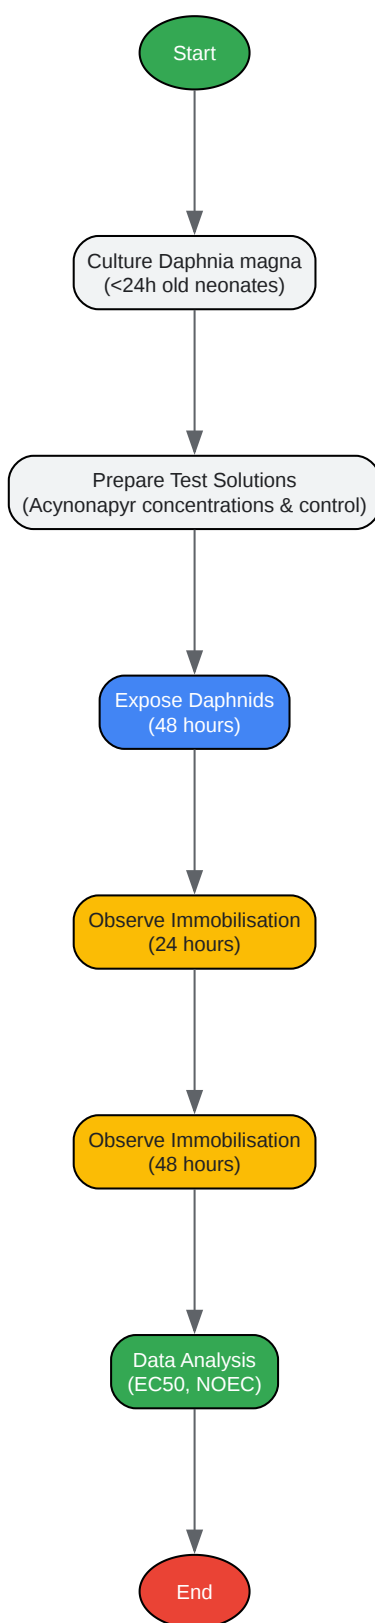 Start
Culture Daphnia magna
(<24h old neonates)
Prepare Test Solutions
(Acynonapyr concentrations & control)
Expose Daphnids
(48 hours)
Observe Immobilisation
(24 hours)
Observe Immobilisation
(48 hours)
Data Analysis
(EC50, NOEC)
End